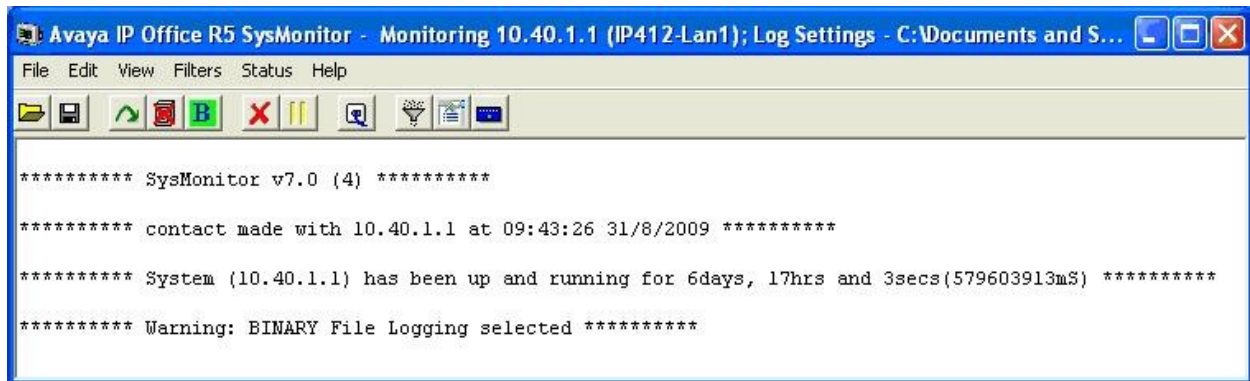 Avaya IP Office R5 SysMonitor - Monitoring 10.40.1.1 (IP412-Lan1); Log Settings - C:\Documents and S...
File Edit View Filters Status Help
B
********** SysMonitor v7.0 (4) **********
********** contact made with 10.40.1.1 at 09:43:26 31/8/2009 **********
********** System (10.40.1.1) has been up and running for 6days, 17hrs and 3secs(579603913mS) **********
********** Warning: BINARY File Logging selected **********